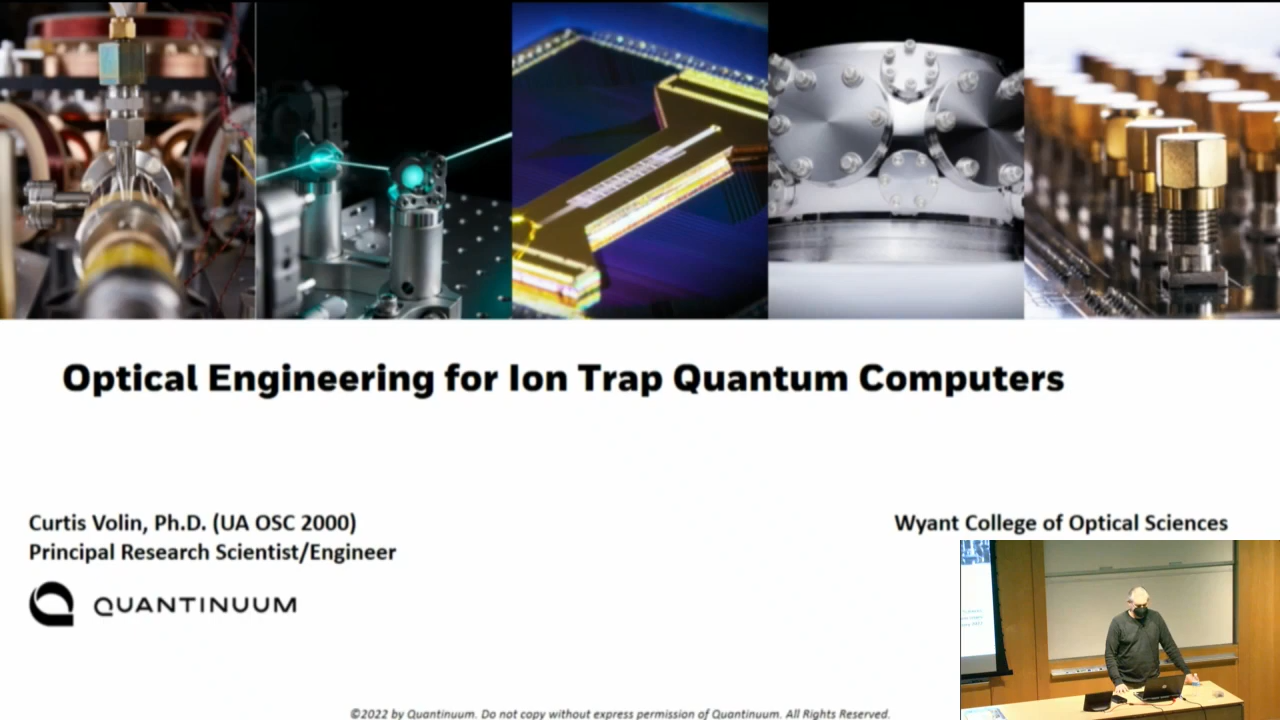 Optical Engineering for Ion Trap Quantum Computers
Curtis Volin, Ph.D. (UA OSC 2000)
Principal Research Scientist/Engineer
QUANTINUUM
Wyant College of Optical Sciences
©2022 by Quantinuum. Do not copy without express permission of Quantinuum. All Rights Reserved.